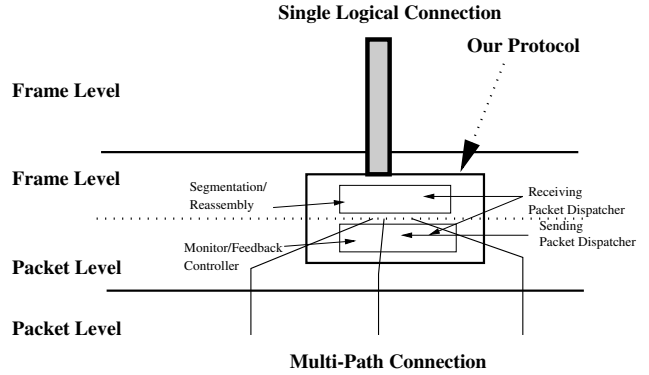 Single Logical Connection
Our Protocol
Frame Level
Frame Level
Segmentation/
Reassembly
Receiving
Packet Dispatcher
Sending
Packet Dispatcher
Monitor/Feedback
Controller
Packet Level
Packet Level
Multi-Path Connection